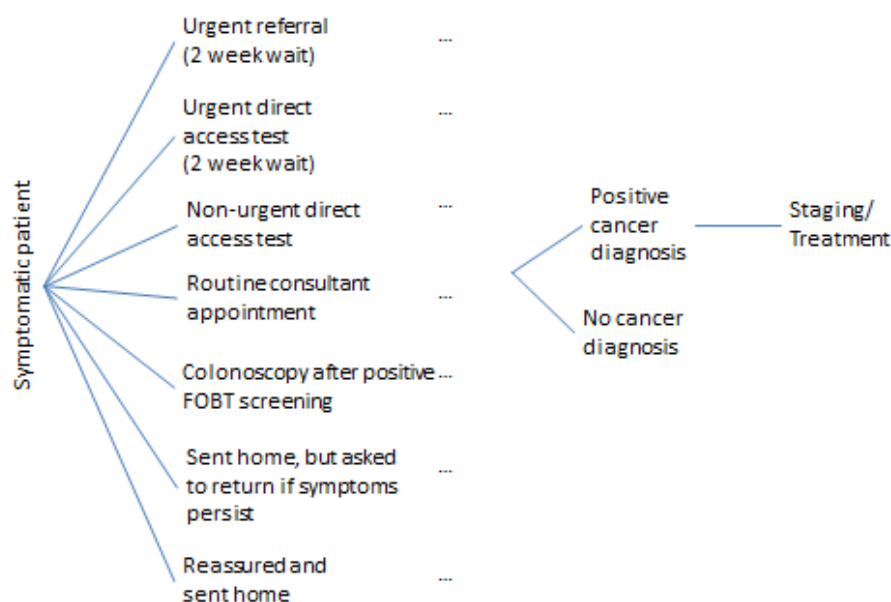 Symptomatic patient
Urgent referral
(2 week wait)
...
Urgent direct
access test
(2 week wait)
...
Non-urgent direct
access test
...
Routine consultant
appointment
...
Colonoscopy after positive
FOBT screening
...
Sent home, but asked
to return if symptoms
persist
...
Reassured and
sent home
...
Positive
cancer
diagnosis
No cancer
diagnosis
Staging/
Treatment